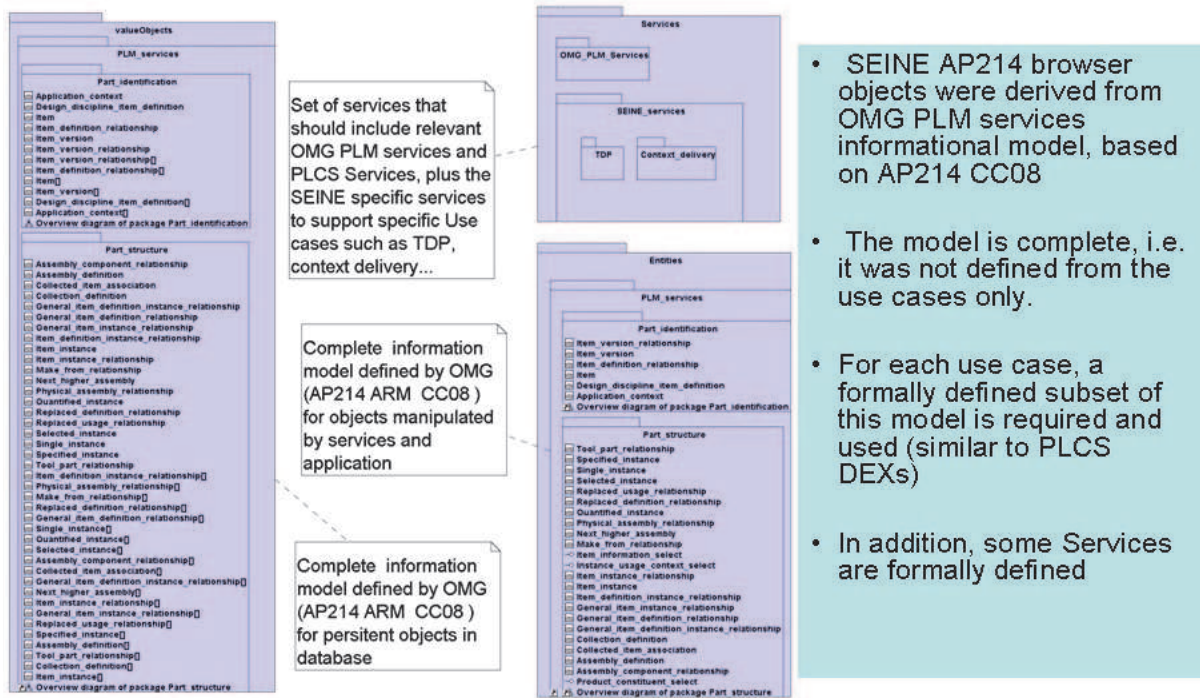 valueObjects
PLM_services
Part_identification
Application_context
Design_discipline_item_definition
Item
Item_definition_relationship
Item_version
Item_version_relationship
Item_version_relationship[]
Item_definition_relationship[]
Item[]
Item_version[]
Design_discipline_item_definition[]
Application_context[]
Overview diagram of package Part_identification
Part_structure
Assembly_component_relationship
Assembly_definition
Collected_item_association
Collection_definition
General_item_definition_instance_relationship
General_item_definition_relationship
General_item_instance_relationship
Item_definition_instance_relationship
Item_instance
Item_instance_relationship
Make_from_relationship
Next_higher_assembly
Physical_assembly_relationship
Quantified_instance
Replaced_definition_relationship
Replaced_usage_relationship
Selected_instance
Single_instance
Specified_instance
Tool_part_relationship
Item_definition_instance_relationship[]
Physical_assembly_relationship[]
Make_from_relationship[]
Replaced_definition_relationship[]
General_item_definition_relationship[]
Single_instance[]
Quantified_instance[]
Selected_instance[]
Assembly_component_relationship[]
Collected_item_association[]
General_item_definition_instance_relationship[]
Next_higher_assembly[]
Item_instance_relationship[]
General_item_instance_relationship[]
Replaced_usage_relationship[]
Specified_instance[]
Assembly_definition[]
Tool_part_relationship[]
Collection_definition[]
Item_instance[]
Overview diagram of package Part_structure
Set of services that
should include relevant
OMG PLM services and
PLCS Services, plus the
SEINE specific services
to support specific Use
cases such as TDP,
context delivery...
Complete information
model defined by OMG
(AP214 ARM CC08 )
for objects manipulated
by services and
application
Complete information
model defined by OMG
(AP214 ARM CC08 )
for persitent objects in
database
Services
OMG_PLM_Services
SEINE_services
TDP
Context_delivery
Entities
PLM_services
Part_identification
Item_version_relationship
Item_version
Item_definition_relationship
Item
Design_discipline_item_definition
Application_context
Overview diagram of package Part_identification
Part_structure
Tool_part_relationship
Specified_instance
Single_instance
Selected_instance
Replaced_usage_relationship
Replaced_definition_relationship
Quantified_instance
Physical_assembly_relationship
Next_higher_assembly
Make_from_relationship
Item_information_select
Instance_usage_context_select
Item_instance_relationship
Item_instance
Item_definition_instance_relationship
General_item_instance_relationship
General_item_definition_relationship
General_item_definition_instance_relationship
Collection_definition
Collected_item_association
Assembly_definition
Assembly_component_relationship
Product_constituent_select
Overview diagram of package Part_structure
• SEINE AP214 browser
objects were derived from
OMG PLM services
informational model, based
on AP214 CC08
• The model is complete, i.e.
it was not defined from the
use cases only.
• For each use case, a
formally defined subset of
this model is required and
used (similar to PLCS
DEXs)
• In addition, some Services
are formally defined